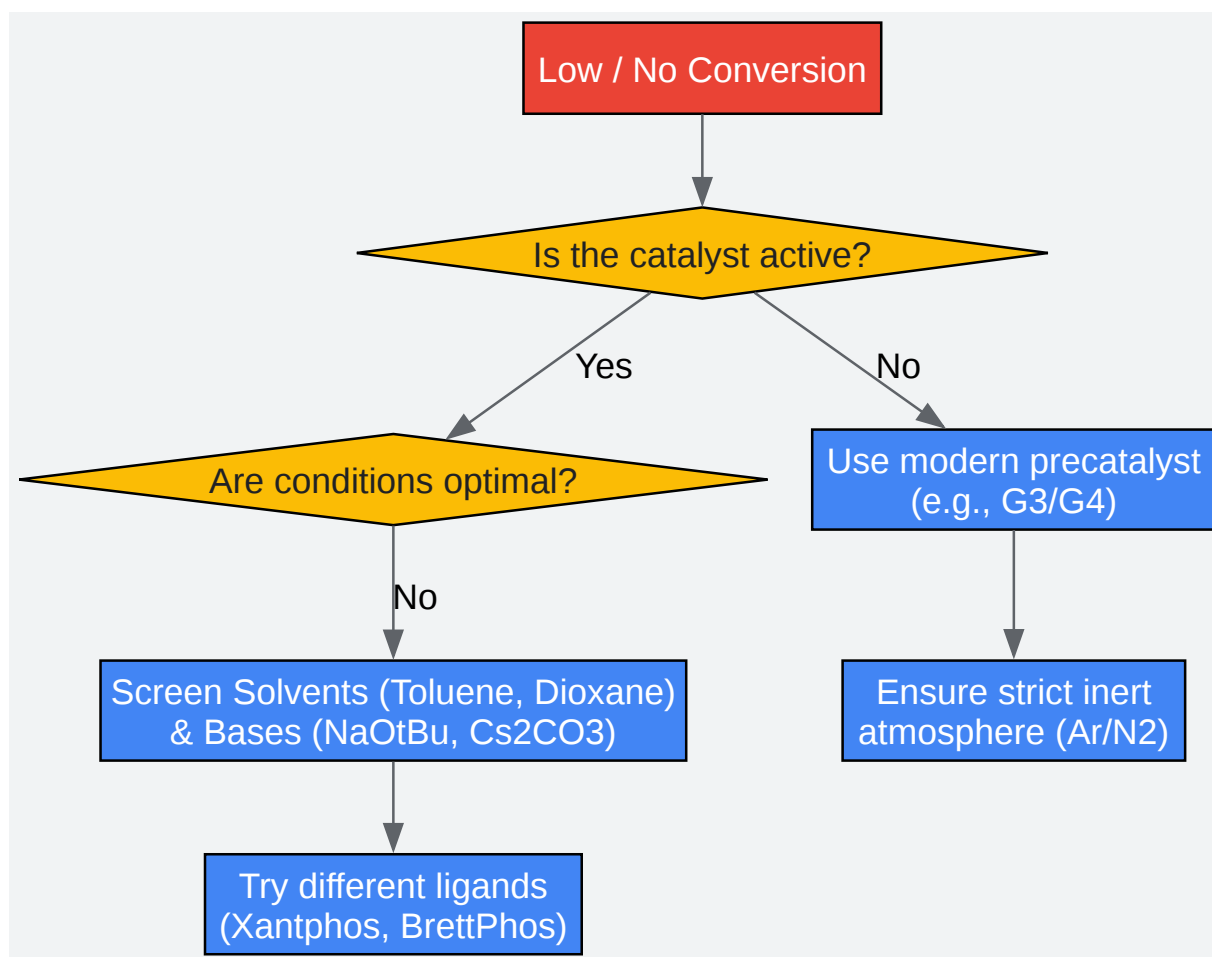 Low / No Conversion
Is the catalyst active?
Yes
No
Are conditions optimal?
Use modern precatalyst
(e.g., G3/G4)
No
Screen Solvents (Toluene, Dioxane)
& Bases (NaOtBu, Cs2CO3)
Ensure strict inert
atmosphere (Ar/N2)
Try different ligands
(Xantphos, BrettPhos)